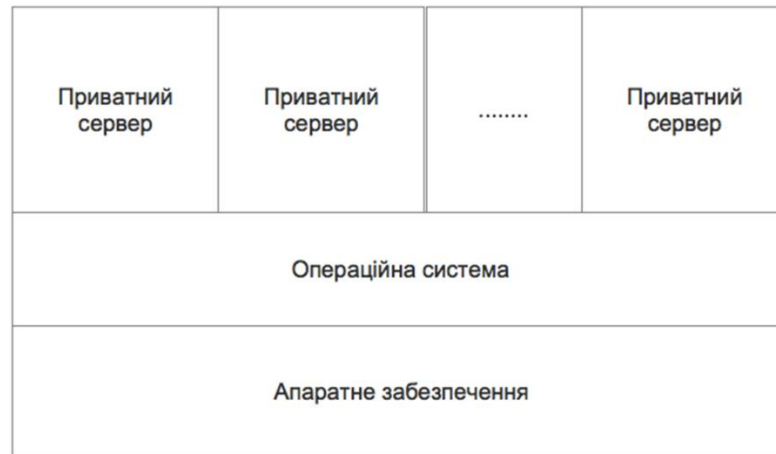 Приватний
сервер
Приватний
сервер
........
Приватний
сервер
Операційна система
Апаратне забезпечення